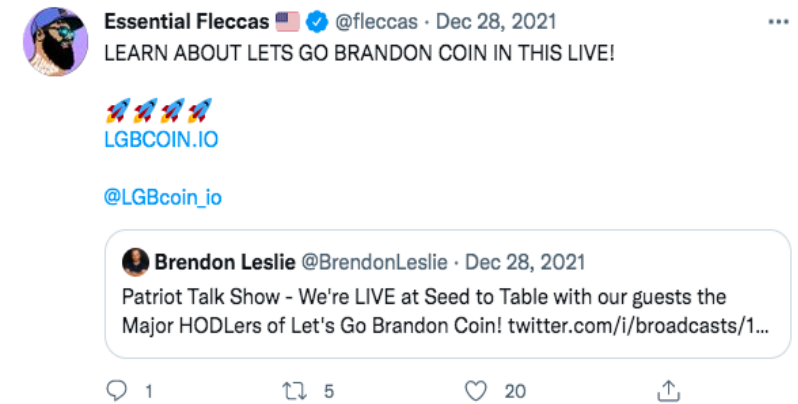 Essential Fleccas 🇺🇸 @fleccas · Dec 28, 2021
LEARN ABOUT LETS GO BRANDON COIN IN THIS LIVE!
🚀🚀🚀🚀
LGBCOIN.IO
@LGBcoin_io
Brendon Leslie @BrendonLeslie · Dec 28, 2021
Patriot Talk Show - We're LIVE at Seed to Table with our guests the
Major HODLers of Let's Go Brandon Coin! twitter.com/i/broadcasts/1...
1 5 20